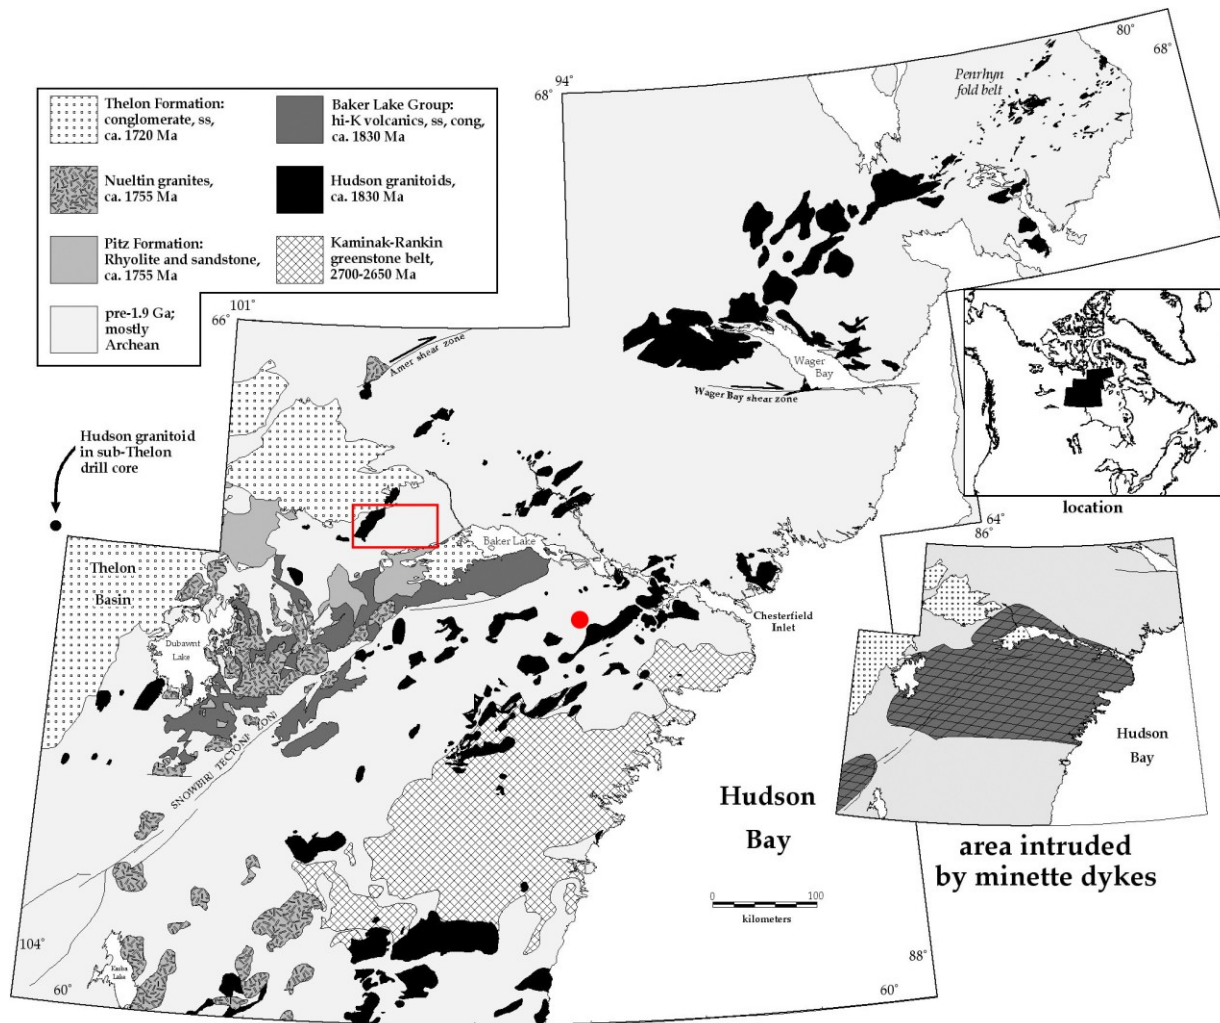 80°
68°
Penrhyn
fold belt
94°
68°
Thelon Formation:
conglomerate, ss,
ca. 1720 Ma
Baker Lake Group:
hi-K volcanics, ss, cong,
ca. 1830 Ma
Nueltin granites,
ca. 1755 Ma
Hudson granitoids,
ca. 1830 Ma
Pitz Formation:
Rhyolite and sandstone,
ca. 1755 Ma
Kaminak-Rankin
greenstone belt,
2700-2650 Ma
pre-1.9 Ga;
mostly
Archean
101°
66°
Amer shear zone
Wager
Bay
Wager Bay shear zone
Hudson granitoid
in sub-Thelon
drill core
location
64°
86°
Baker Lake
Thelon
Basin
Dubawnt
Lake
Chesterfield
Inlet
SNOWBIRD TECTONIC ZONE
Hudson
Bay
Hudson
Bay
area intruded
by minette dykes
0 100
kilometers
104°
60°
Kasba
Lake
88°
60°